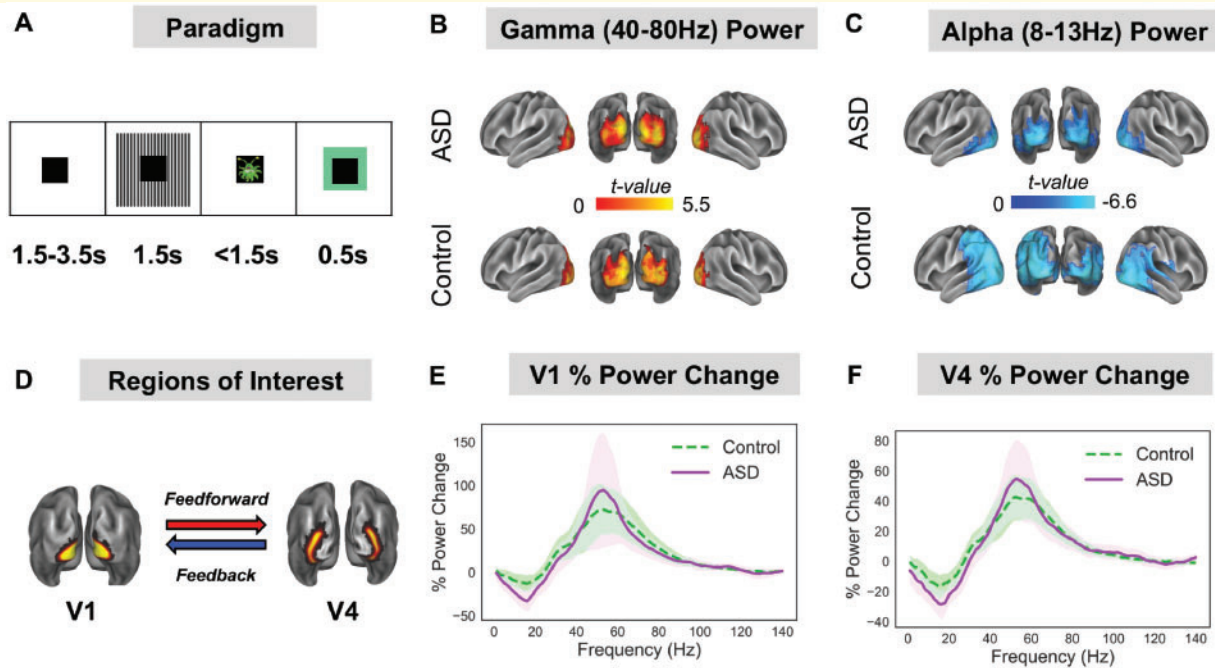 A
Paradigm
1.5-3.5s
1.5s
<1.5s
0.5s
B
Gamma (40-80Hz) Power
ASD
t-value
0
5.5
Control
C
Alpha (8-13Hz) Power
ASD
t-value
0
-6.6
Control
D
Regions of Interest
Feedforward
Feedback
V1
V4
E
V1 % Power Change
% Power Change
150
100
50
0
−50
Control
ASD
0
20
40
60
80
100
120
140
Frequency (Hz)
F
V4 % Power Change
% Power Change
80
60
40
20
0
−20
−40
Control
ASD
0
20
40
60
80
100
120
140
Frequency (Hz)